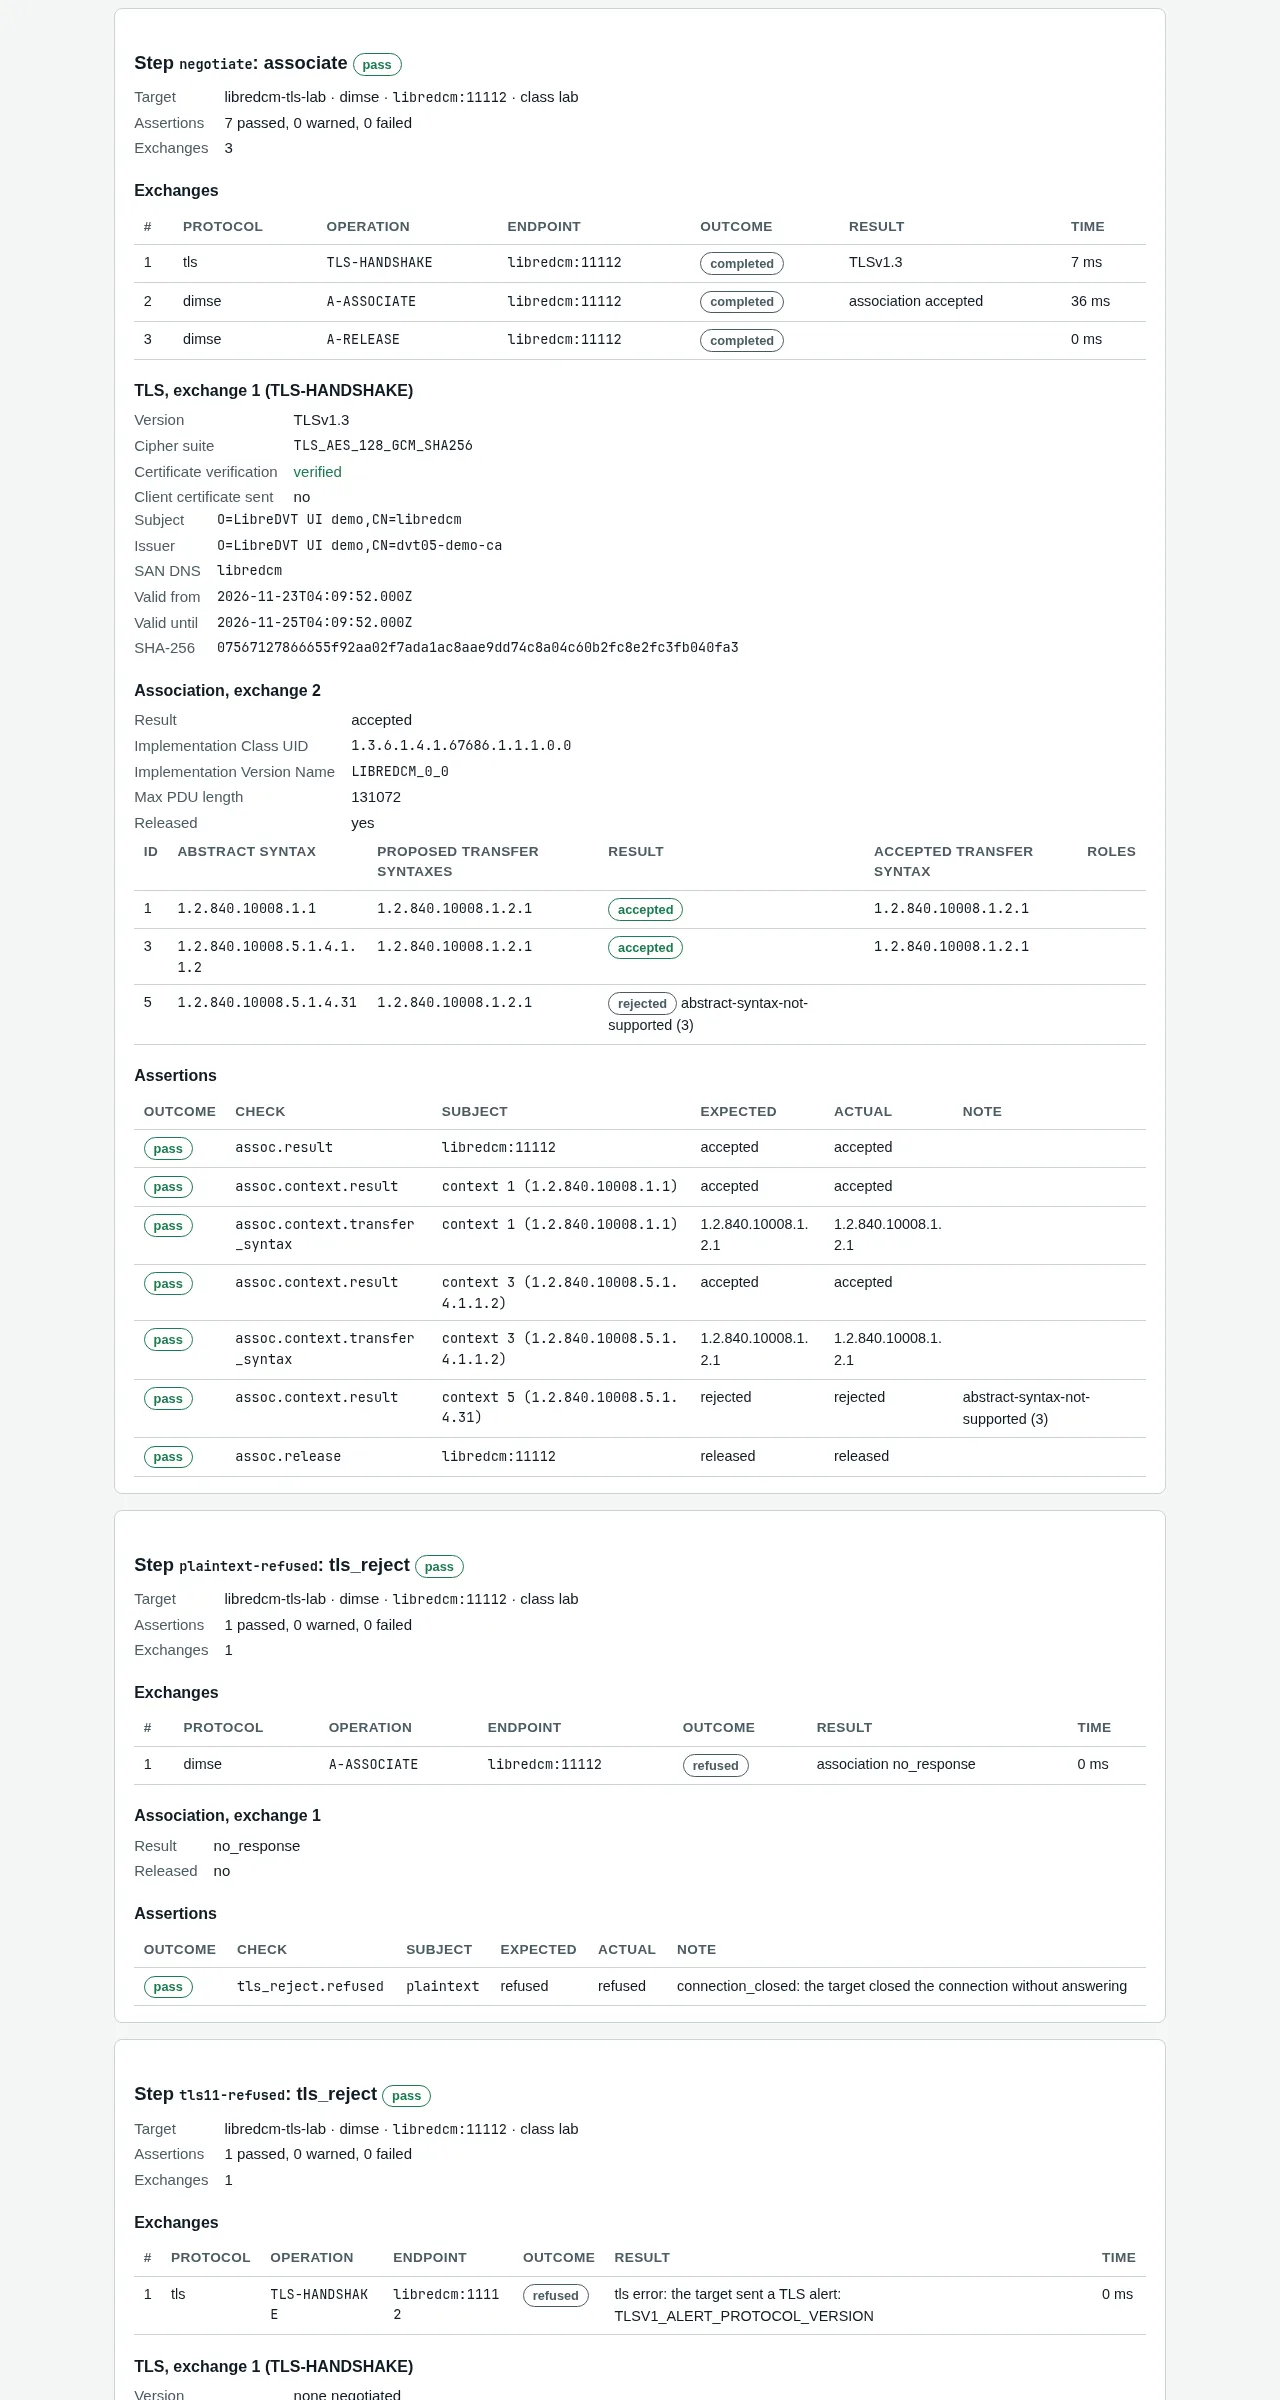 Step negotiate: associate pass
Target libredcm-tls-lab · dimse · libredcm:11112 · class lab
Assertions 7 passed, 0 warned, 0 failed
Exchanges 3
Exchanges
# PROTOCOL OPERATION ENDPOINT OUTCOME RESULT TIME
1 tls TLS-HANDSHAKE libredcm:11112 completed TLSv1.3 7 ms
2 dimse A-ASSOCIATE libredcm:11112 completed association accepted 36 ms
3 dimse A-RELEASE libredcm:11112 completed 0 ms
TLS, exchange 1 (TLS-HANDSHAKE)
Version TLSv1.3
Cipher suite TLS_AES_128_GCM_SHA256
Certificate verification verified
Client certificate sent no
Subject O=LibreDVT UI demo,CN=libredcm
Issuer O=LibreDVT UI demo,CN=dvt05-demo-ca
SAN DNS libredcm
Valid from 2026-11-23T04:09:52.000Z
Valid until 2026-11-25T04:09:52.000Z
SHA-256 07567127866655f92aa02f7ada1ac8aae9dd74c8a04c60b2fc8e2fc3fb040fa3
Association, exchange 2
Result accepted
Implementation Class UID 1.3.6.1.4.1.67686.1.1.1.0.0
Implementation Version Name LIBREDCM_0_0
Max PDU length 131072
Released yes
ID ABSTRACT SYNTAX PROPOSED TRANSFER RESULT ACCEPTED TRANSFER ROLES
SYNTAXES SYNTAX
1 1.2.840.10008.1.1 1.2.840.10008.1.2.1 accepted 1.2.840.10008.1.2.1
3 1.2.840.10008.5.1.4.1. 1.2.840.10008.1.2.1 accepted 1.2.840.10008.1.2.1
1.2
5 1.2.840.10008.5.1.4.31 1.2.840.10008.1.2.1 rejected abstract-syntax-not-
supported (3)
Assertions
OUTCOME CHECK SUBJECT EXPECTED ACTUAL NOTE
pass assoc.result libredcm:11112 accepted accepted
pass assoc.context.result context 1 (1.2.840.10008.1.1) accepted accepted
pass assoc.context.transfer context 1 (1.2.840.10008.1.1) 1.2.840.10008.1. 1.2.840.10008.1.
_syntax 2.1 2.1
pass assoc.context.result context 3 (1.2.840.10008.5.1. accepted accepted
4.1.1.2)
pass assoc.context.transfer context 3 (1.2.840.10008.5.1. 1.2.840.10008.1. 1.2.840.10008.1.
_syntax 4.1.1.2) 2.1 2.1
pass assoc.context.result context 5 (1.2.840.10008.5.1. rejected rejected abstract-syntax-not-
4.31) supported (3)
pass assoc.release libredcm:11112 released released
Step plaintext-refused: tls_reject pass
Target libredcm-tls-lab · dimse · libredcm:11112 · class lab
Assertions 1 passed, 0 warned, 0 failed
Exchanges 1
Exchanges
# PROTOCOL OPERATION ENDPOINT OUTCOME RESULT TIME
1 dimse A-ASSOCIATE libredcm:11112 refused association no_response 0 ms
Association, exchange 1
Result no_response
Released no
Assertions
OUTCOME CHECK SUBJECT EXPECTED ACTUAL NOTE
pass tls_reject.refused plaintext refused refused connection_closed: the target closed the connection without answering
Step tls11-refused: tls_reject pass
Target libredcm-tls-lab · dimse · libredcm:11112 · class lab
Assertions 1 passed, 0 warned, 0 failed
Exchanges 1
Exchanges
# PROTOCOL OPERATION ENDPOINT OUTCOME RESULT TIME
1 tls TLS-HANDSHAK libredcm:1111 refused tls error: the target sent a TLS alert: 0 ms
E 2 TLSV1_ALERT_PROTOCOL_VERSION
TLS, exchange 1 (TLS-HANDSHAKE)
Version none negotiated